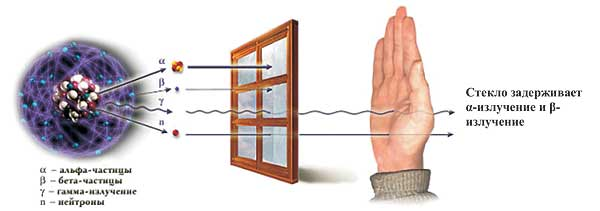 α
β
γ
n
Стекло задерживает
α-излучение и β-
излучение
α – альфа-частицы
β – бета-частицы
γ – гамма-излучение
n – нейтроны